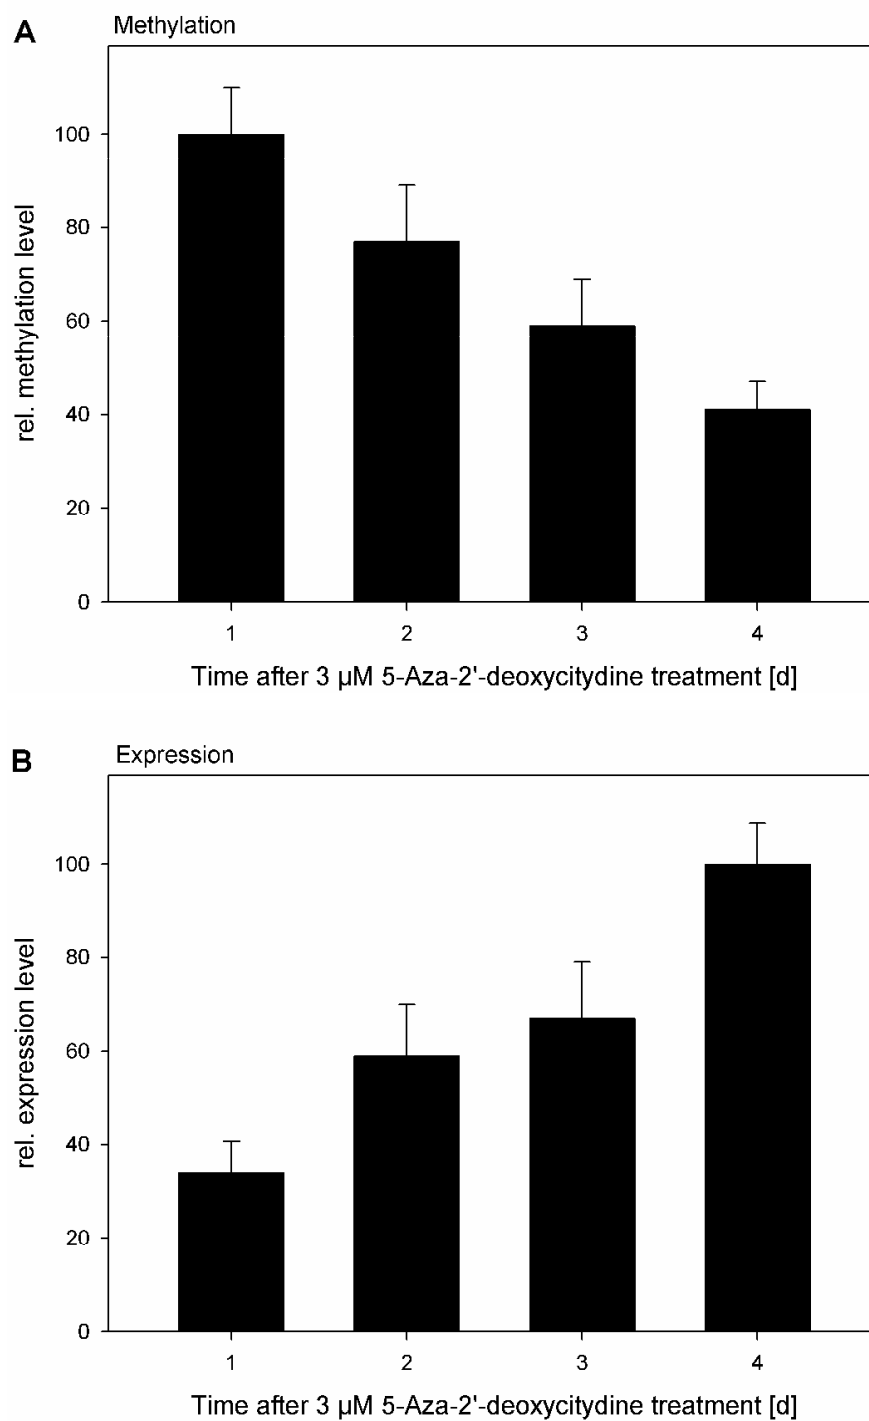 A
Methylation
rel. methylation level
100
80
60
40
20
0
1 2 3 4
Time after 3 µM 5-Aza-2'-deoxycitydine treatment [d]
B
Expression
rel. expression level
100
80
60
40
20
0
1 2 3 4
Time after 3 µM 5-Aza-2'-deoxycitydine treatment [d]